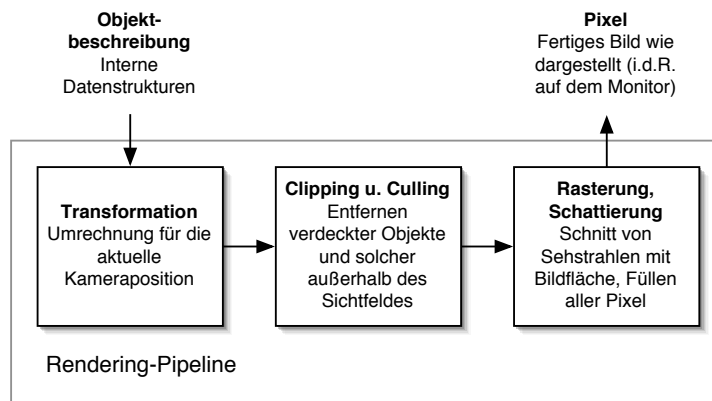 Objekt-
beschreibung
Interne
Datenstrukturen
Pixel
Fertiges Bild wie
dargestellt (i.d.R.
auf dem Monitor)
Transformation
Umrechnung für die
aktuelle
Kameraposition
Clipping u. Culling
Entfernen
verdeckter Objekte
und solcher
außerhalb des
Sichtfeldes
Rasterung,
Schattierung
Schnitt von
Sehstrahlen mit
Bildfläche, Füllen
aller Pixel
Rendering-Pipeline